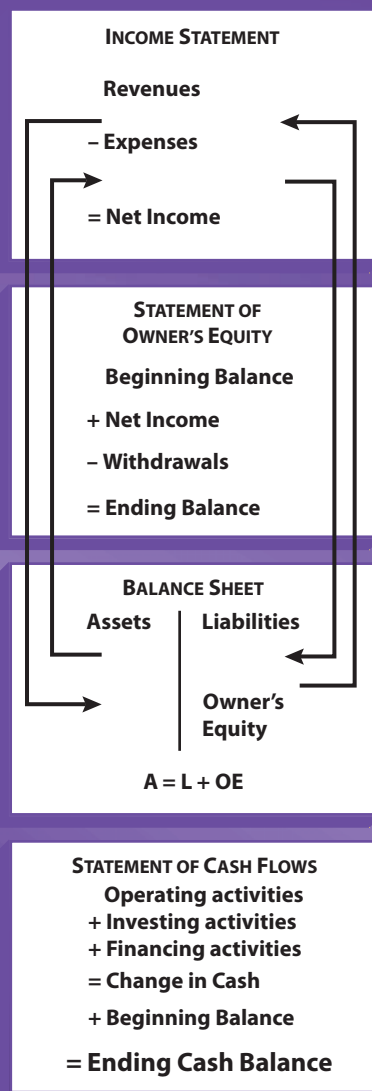 INCOME STATEMENT
Revenues
– Expenses
= Net Income
STATEMENT OF
OWNER'S EQUITY
Beginning Balance
+ Net Income
– Withdrawals
= Ending Balance
BALANCE SHEET
Assets Liabilities
Owner's
Equity
A = L + OE
STATEMENT OF CASH FLOWS
Operating activities
+ Investing activities
+ Financing activities
= Change in Cash
+ Beginning Balance
= Ending Cash Balance